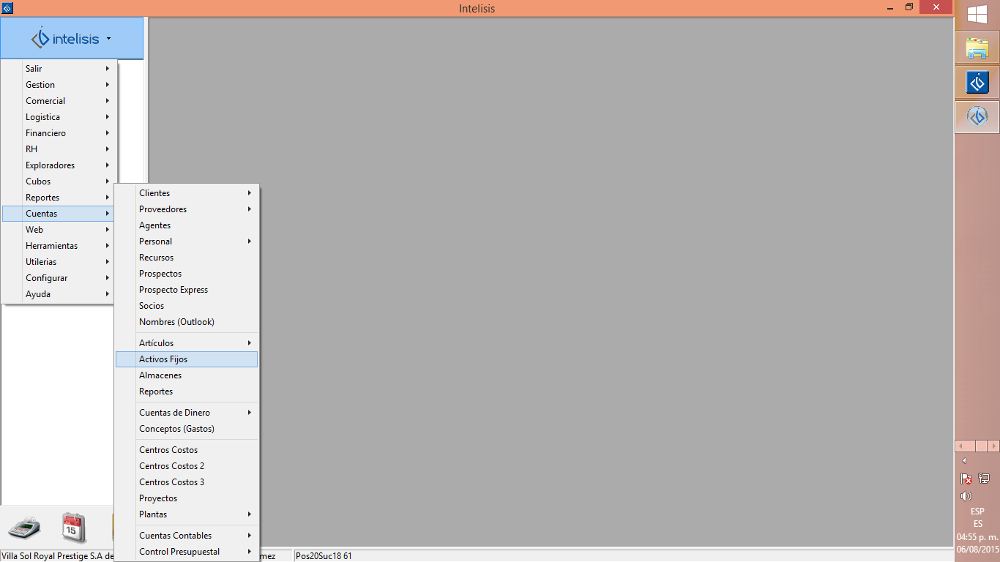 Intelisis
intelisis
Salir
Gestion
Comercial
Logistica
Financiero
RH
Exploradores
Cubos
Reportes
Cuentas
Web
Herramientas
Utilerias
Configurar
Ayuda
Clientes
Proveedores
Agentes
Personal
Recursos
Prospectos
Prospecto Express
Socios
Nombres (Outlook)
Artículos
Activos Fijos
Almacenes
Reportes
Cuentas de Dinero
Conceptos (Gastos)
Centros Costos
Centros Costos 2
Centros Costos 3
Proyectos
Plantas
Cuentas Contables
Control Presupuestal
15
Villa Sol Royal Prestige S.A de
mez
Pos20Suc18 61
ESP
ES
04:55 p. m.
06/08/2015